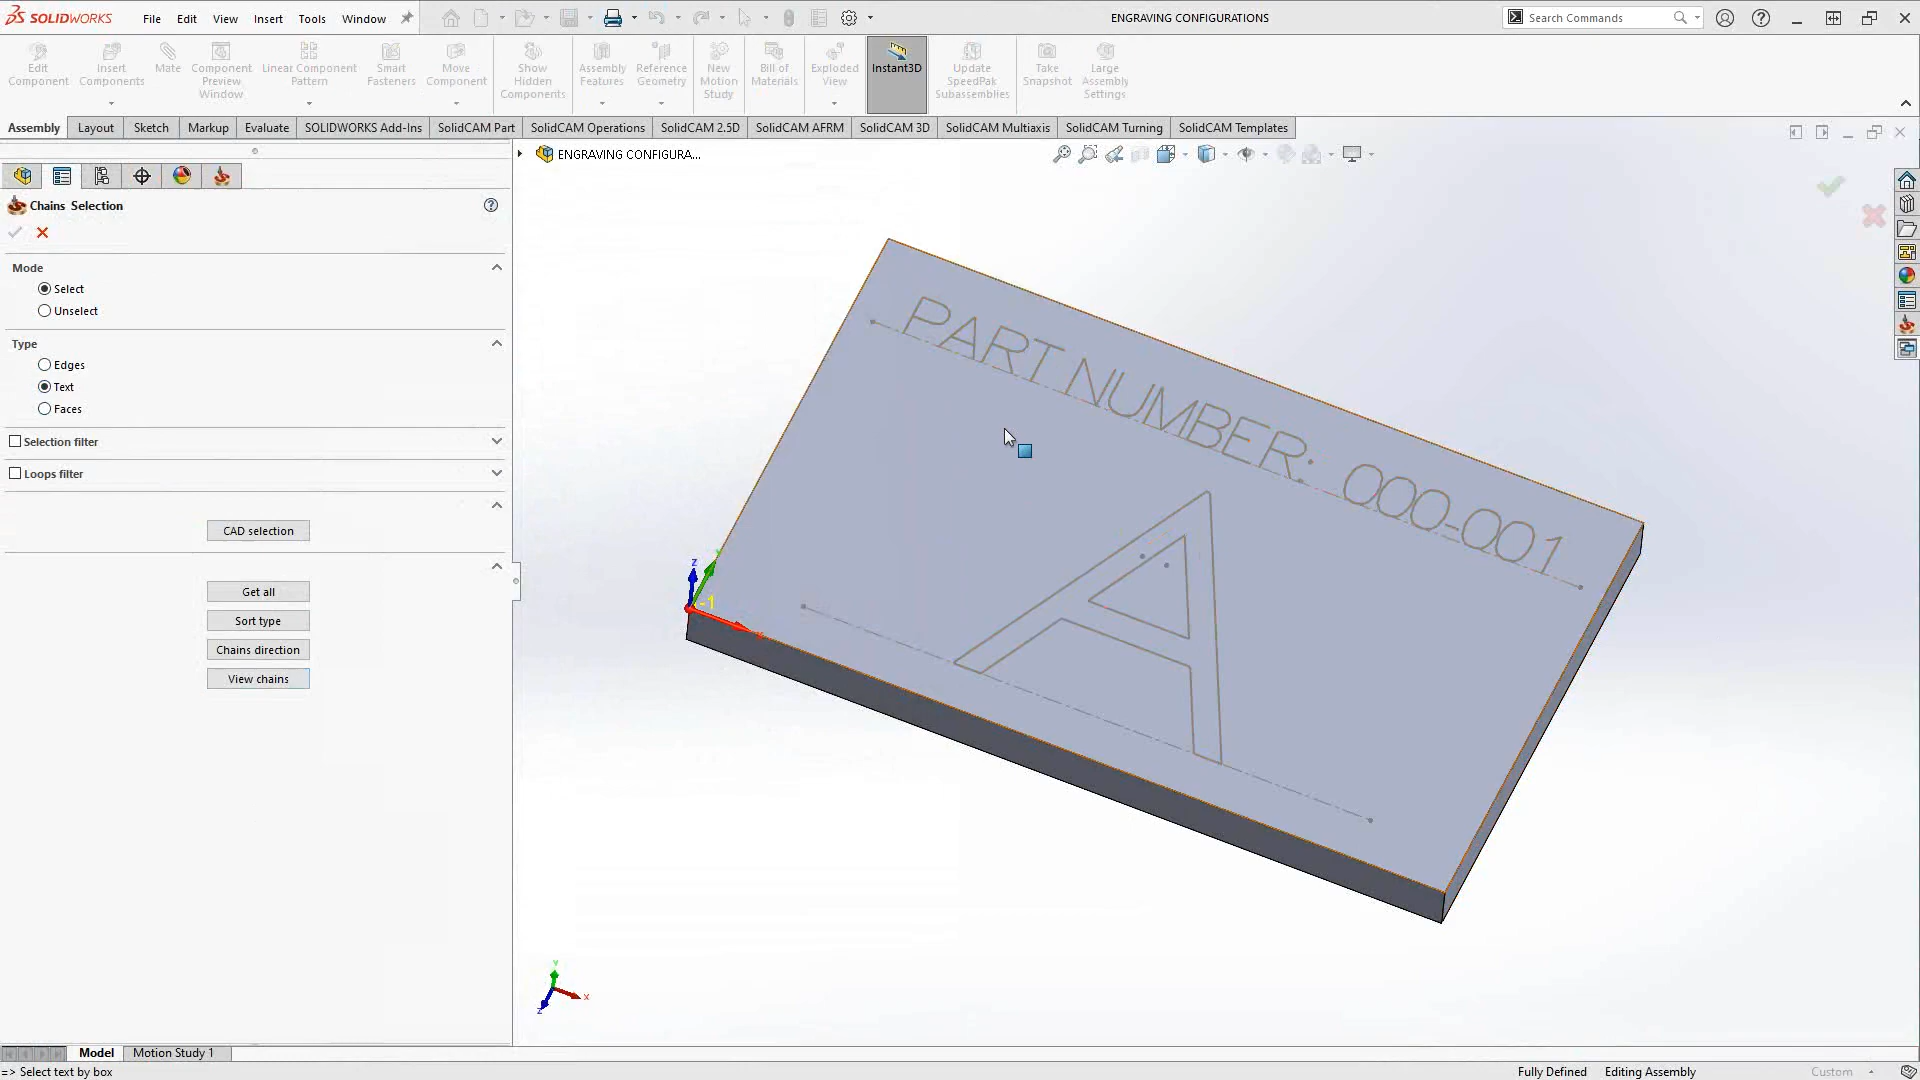 SOLIDWORKS File Edit View Insert Tools Window ENGRAVING CONFIGURATIONS Search Commands
Edit Component
Insert Components
Mate
Component Preview Window
Linear Component Pattern
Smart Fasteners
Move Component
Show Hidden Components
Assembly Features
Reference Geometry
New Motion Study
Bill of Materials
Exploded View
Instant3D
Update SpeedPak Subassemblies
Take Snapshot
Large Assembly Settings
Assembly Layout Sketch Markup Evaluate SOLIDWORKS Add-Ins SolidCAM Part SolidCAM Operations SolidCAM 2.5D SolidCAM AFRM SolidCAM 3D SolidCAM Multiaxis SolidCAM Turning SolidCAM Templates
ENGRAVING CONFIGURA...
Chains Selection
Mode
Select
Unselect
Type
Edges
Text
Faces
Selection filter
Loops filter
CAD selection
Get all
Sort type
Chains direction
View chains
PART NUMBER: 000-001
A
Z
Y
-1
X
Y
X
Z
Model Motion Study 1
=> Select text by box Fully Defined Editing Assembly Custom